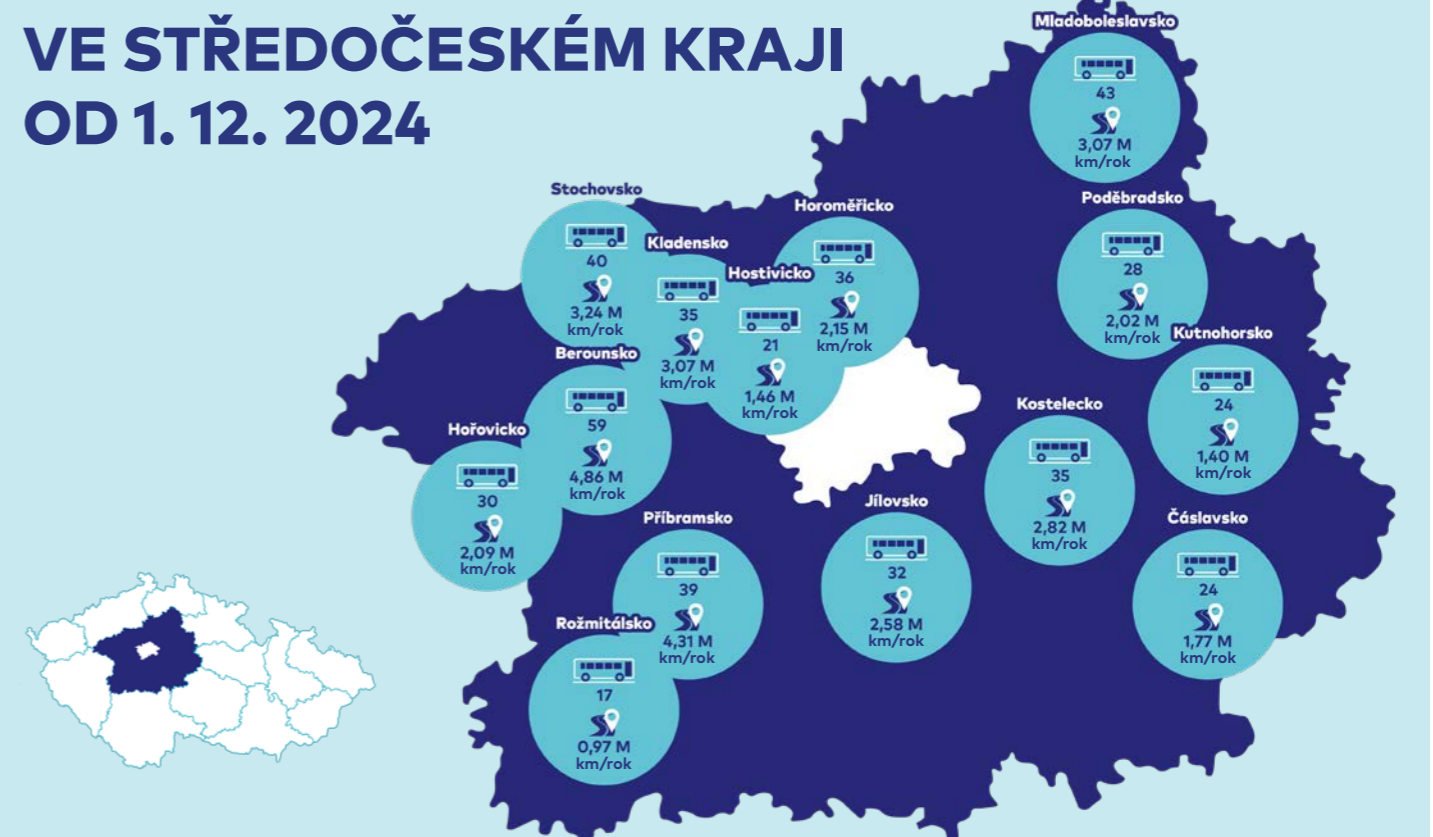 VE STŘEDOČESKÉM KRAJI
OD 1. 12. 2024
Mladoboleslavsko
43
3,07 M
km/rok
Stochovsko
40
3,24 M
km/rok
Kladensko
35
3,07 M
km/rok
Hostivicko
21
1,46 M
km/rok
Horoměřicko
36
2,15 M
km/rok
Poděbradsko
28
2,02 M
km/rok
Kutnohorsko
24
1,40 M
km/rok
Berounsko
59
4,86 M
km/rok
Hořovicko
30
2,09 M
km/rok
Kostelecko
35
2,82 M
km/rok
Příbramsko
39
4,31 M
km/rok
Jílovsko
32
2,58 M
km/rok
Čáslavsko
24
1,77 M
km/rok
Rožmitálsko
17
0,97 M
km/rok